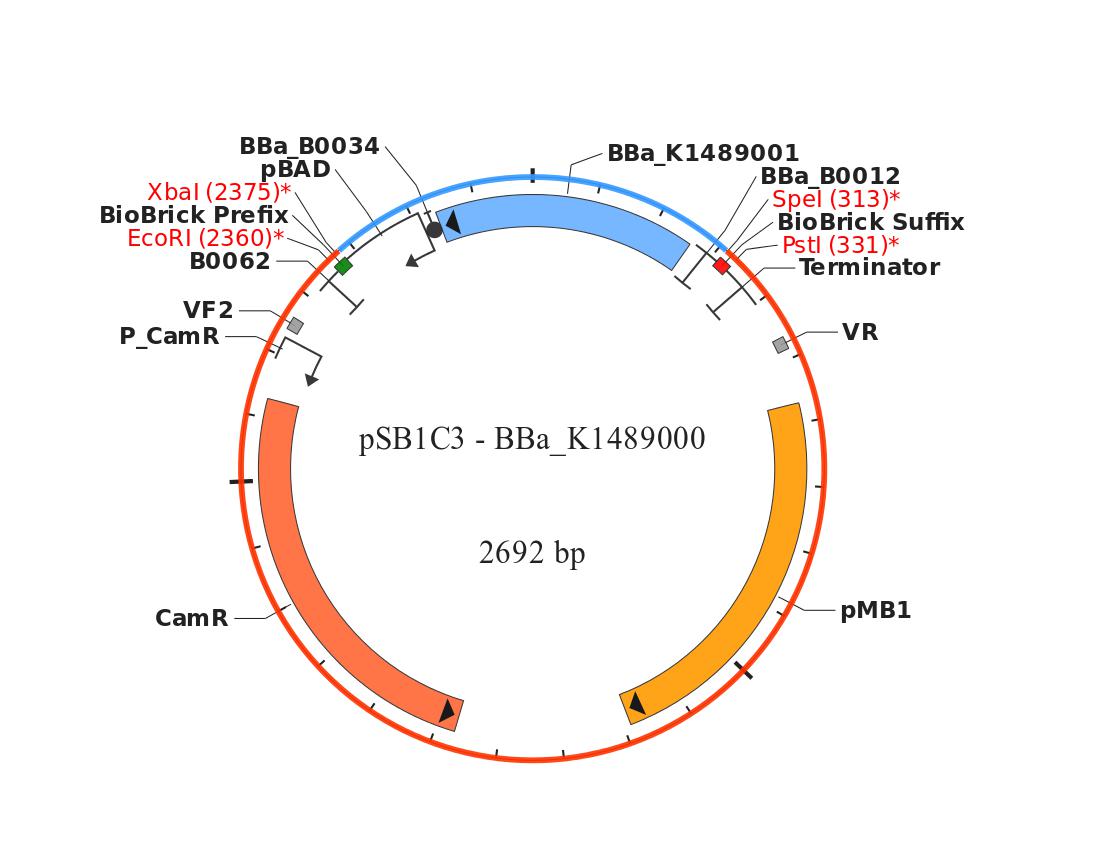 BBa_B0034
pBAD
XbaI (2375)*
BioBrick Prefix
EcoRI (2360)*
B0062
VF2
P_CamR
BBa_K1489001
BBa_B0012
SpeI (313)*
BioBrick Suffix
PstI (331)*
Terminator
VR
pSB1C3 - BBa_K1489000
2692 bp
CamR
pMB1